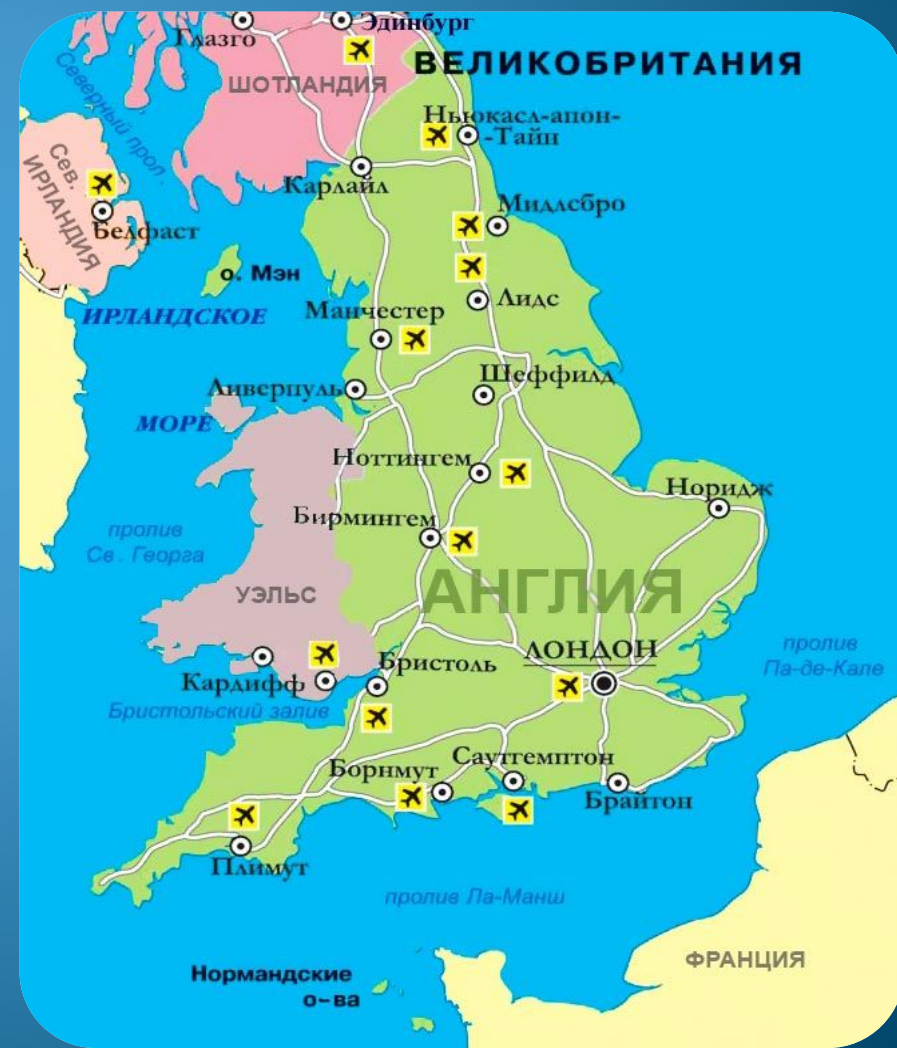 Эдинбург
Глазго
ВЕЛИКОБРИТАНИЯ
ШОТЛАНДИЯ
Северный прол.
Ньюкасл-апон-
-Тайн
Карлайл
Сев.
ИРЛАНДИЯ
Белфаст
Мидлсбро
о. Мэн
Лидс
ИРЛАНДСКОЕ
Манчестер
Шеффилд
Ливерпуль
МОРЕ
Ноттингем
Норидж
Бирмингем
пролив
Св. Георга
УЭЛЬС
АНГЛИЯ
ЛОНДОН
пролив
Па-де-Кале
Бристоль
Кардифф
Бристольский залив
Саутгемптон
Борнмут
Брайтон
Плимут
пролив Ла-Манш
ФРАНЦИЯ
Нормандские
о-ва